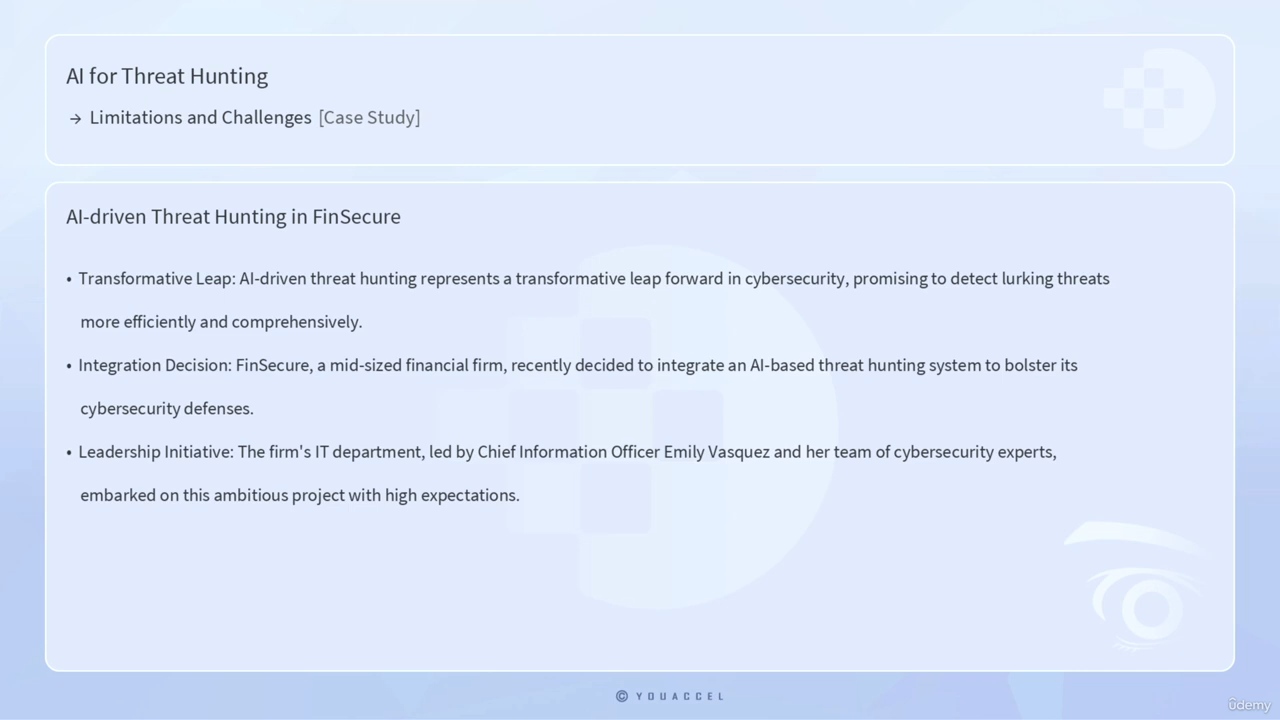 AI for Threat Hunting
→ Limitations and Challenges [Case Study]
AI-driven Threat Hunting in FinSecure
• Transformative Leap: AI-driven threat hunting represents a transformative leap forward in cybersecurity, promising to detect lurking threats
more efficiently and comprehensively.
• Integration Decision: FinSecure, a mid-sized financial firm, recently decided to integrate an AI-based threat hunting system to bolster its
cybersecurity defenses.
• Leadership Initiative: The firm's IT department, led by Chief Information Officer Emily Vasquez and her team of cybersecurity experts,
embarked on this ambitious project with high expectations.
© YOUACCEL
ûdemy